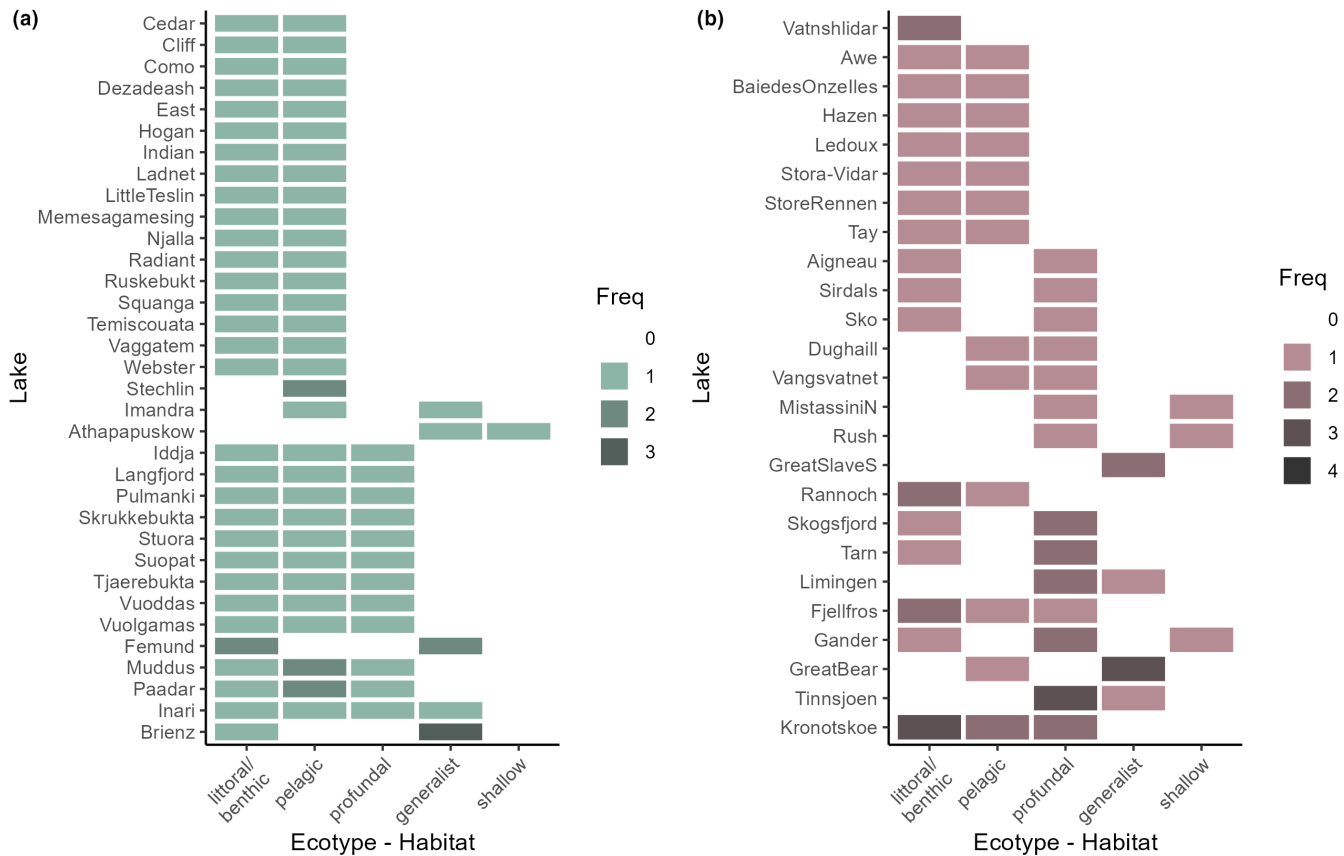 (a)
Cedar
Cliff
Como
Dezadeash
East
Hogan
Indian
Ladnet
LittleTeslin
Memesagamesing
Njalla
Radiant
Ruskebukt
Squanga
Temiscouata
Vaggatem
Webster
Stechlin
Imandra
Athapapuskow
Iddja
Langfjord
Pulmanki
Skrukkebukta
Stuora
Suopat
Tjaerebukta
Vuoddas
Vuolgamas
Femund
Muddus
Paadar
Inari
Brienz
Lake
littoral/
benthic
pelagic
profundal
generalist
shallow
Ecotype - Habitat
Freq
0
1
2
3
(b)
Vatnshlidar
Awe
BaiedesOnzelles
Hazen
Ledoux
Stora-Vidar
StoreRennen
Tay
Aigneau
Sirdals
Sko
Dughaill
Vangsvatnet
MistassiniN
Rush
GreatSlaveS
Rannoch
Skogsfjord
Tarn
Limingen
Fjellfros
Gander
GreatBear
Tinnsjoen
Kronotskoe
Lake
littoral/
benthic
pelagic
profundal
generalist
shallow
Ecotype - Habitat
Freq
0
1
2
3
4